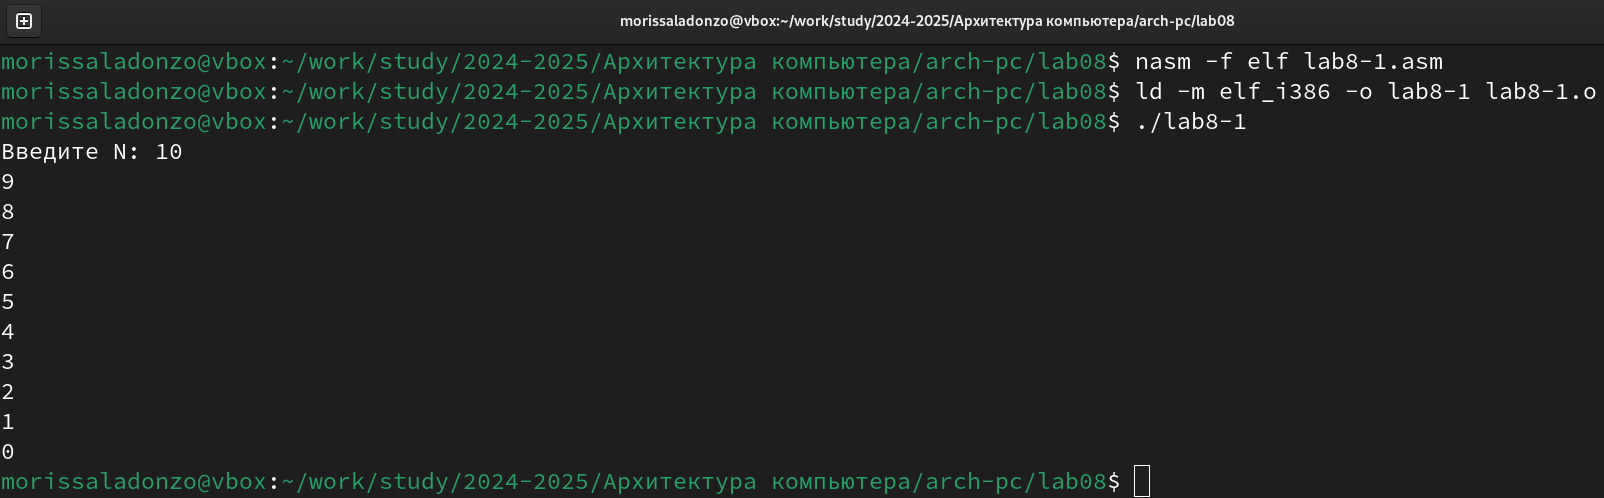 morissaladonzo@vbox:~/work/study/2024-2025/Архитектура компьютера/arch-pc/lab08
morissaladonzo@vbox:~/work/study/2024-2025/Архитектура компьютера/arch-pc/lab08$ nasm -f elf lab8-1.asm
morissaladonzo@vbox:~/work/study/2024-2025/Архитектура компьютера/arch-pc/lab08$ ld -m elf_i386 -o lab8-1 lab8-1.o
morissaladonzo@vbox:~/work/study/2024-2025/Архитектура компьютера/arch-pc/lab08$ ./lab8-1
Введите N: 10
9
8
7
6
5
4
3
2
1
0
morissaladonzo@vbox:~/work/study/2024-2025/Архитектура компьютера/arch-pc/lab08$